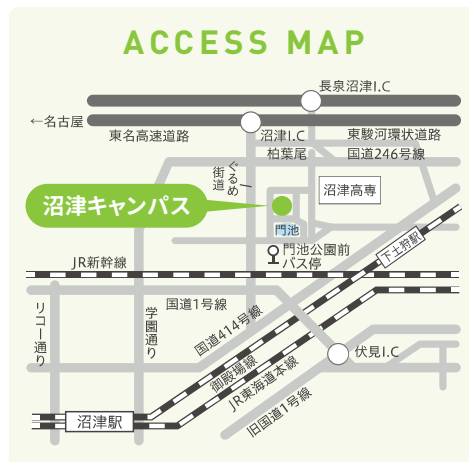 ACCESS MAP
長泉沼津I.C
←名古屋
東名高速道路
沼津I.C
東駿河環状道路
柏葉尾
国道246号線
ぐるめ
街道
沼津高専
沼津キャンパス
門池
門池公園前
バス停
下土狩駅
JR新幹線
リコー通り
国道1号線
学園通り
国道414号線
伏見I.C
御殿場線
JR東海道本線
旧国道1号線
沼津駅